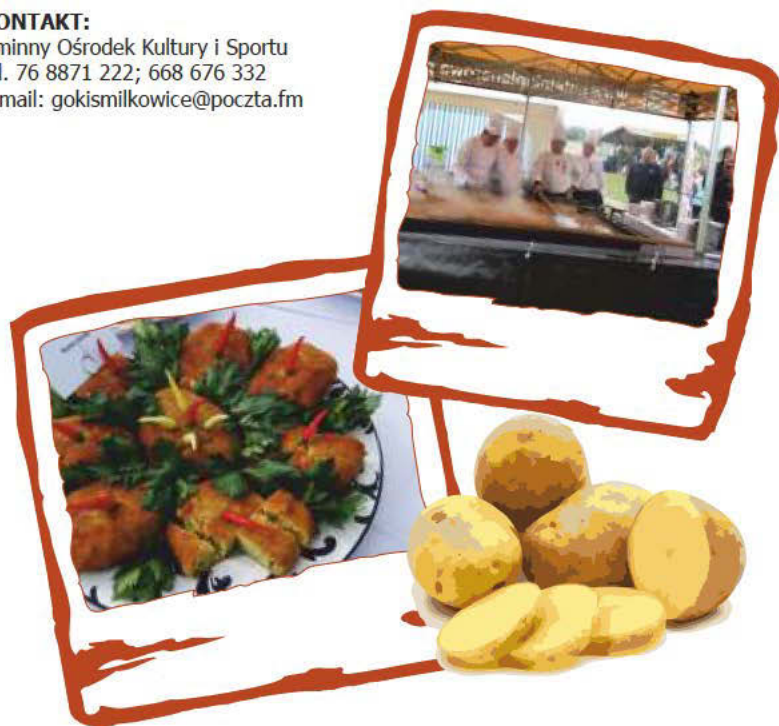 ONTAKT:
minny Ośrodek Kultury i Sportu
l. 76 8871 222; 668 676 332
mail: gokismilkowice@poczta.fm